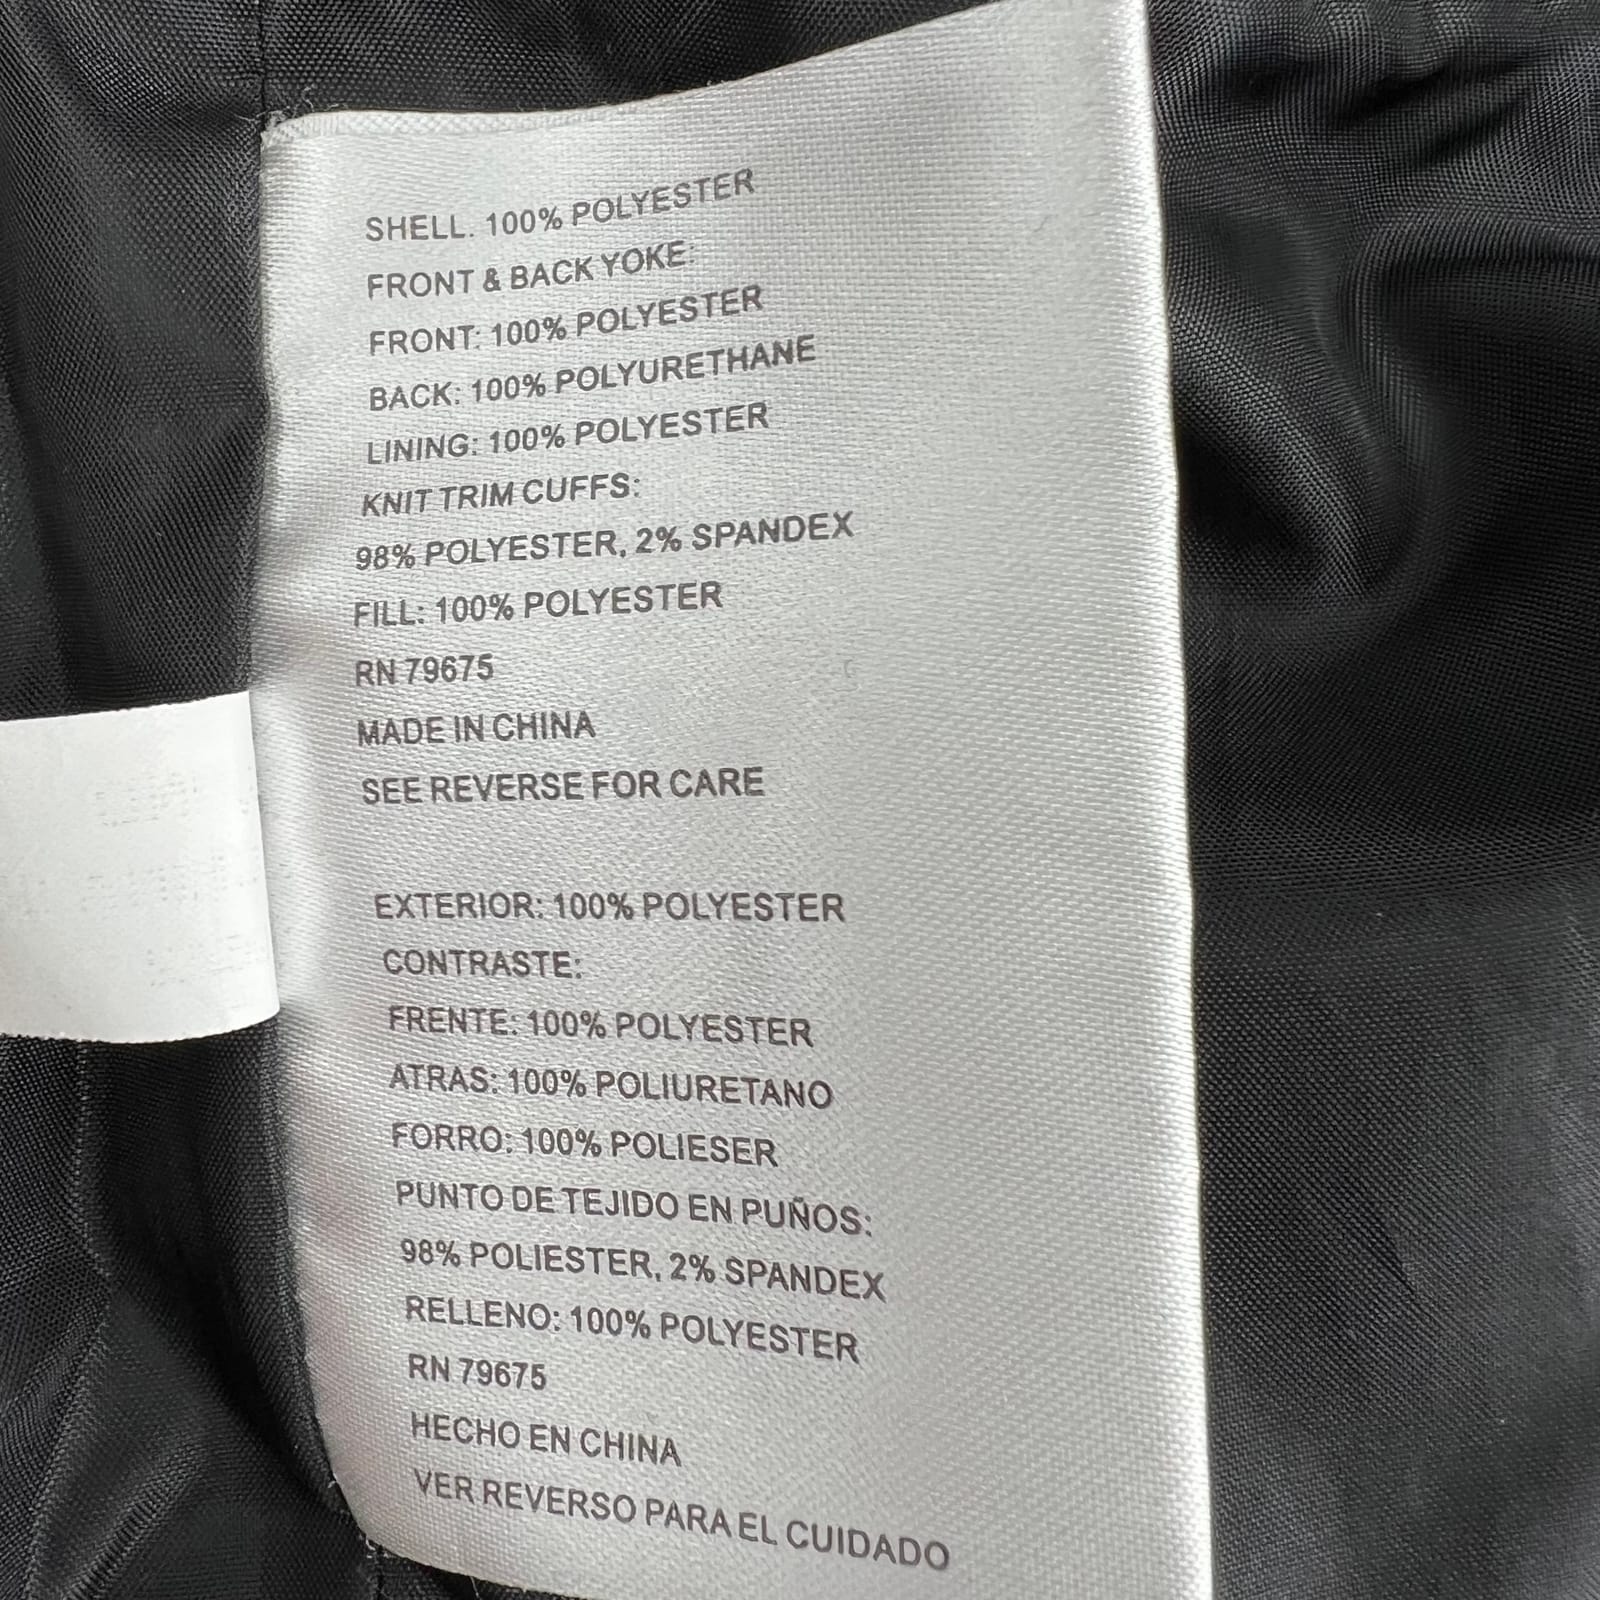 SHELL. 100% POLYESTER
FRONT & BACK YOKE:
FRONT: 100% POLYESTER
BACK: 100% POLYURETHANE
LINING: 100% POLYESTER
KNIT TRIM CUFFS:
98% POLYESTER, 2% SPANDEX
FILL: 100% POLYESTER
RN 79675
MADE IN CHINA
SEE REVERSE FOR CARE
EXTERIOR: 100% POLYESTER
CONTRASTE:
FRENTE: 100% POLYESTER
ATRAS: 100% POLIURETANO
FORRO: 100% POLIESER
PUNTO DE TEJIDO EN PUÑOS:
98% POLIESTER, 2% SPANDEX
RELLENO: 100% POLYESTER
RN 79675
HECHO EN CHINA
VER REVERSO PARA EL CUIDADO